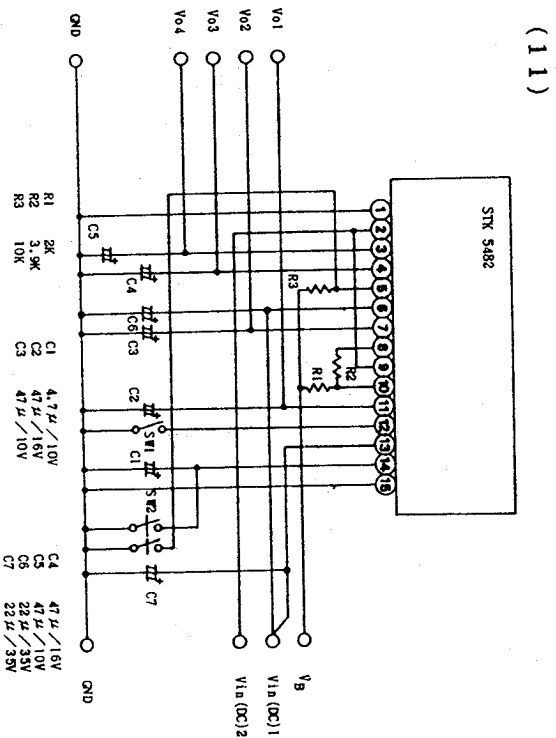 (11)
STK 5482
1 2 3 4 5 6 7 8 9 10 11 12 13 14 15
Vo1
Vo2
Vo3
Vo4
GND
R3
R2
R1
C5
C4
C6
C3
C2
SW1
C1
SW2
C7
VB
Vin(DC)1
Vin(DC)2
GND
R1 2K
R2 3.9K
R3 10K
C1 4.7μ/10V
C2 47μ/16V
C3 47μ/10V
C4 47μ/16V
C5 47μ/10V
C6 22μ/35V
C7 22μ/35V